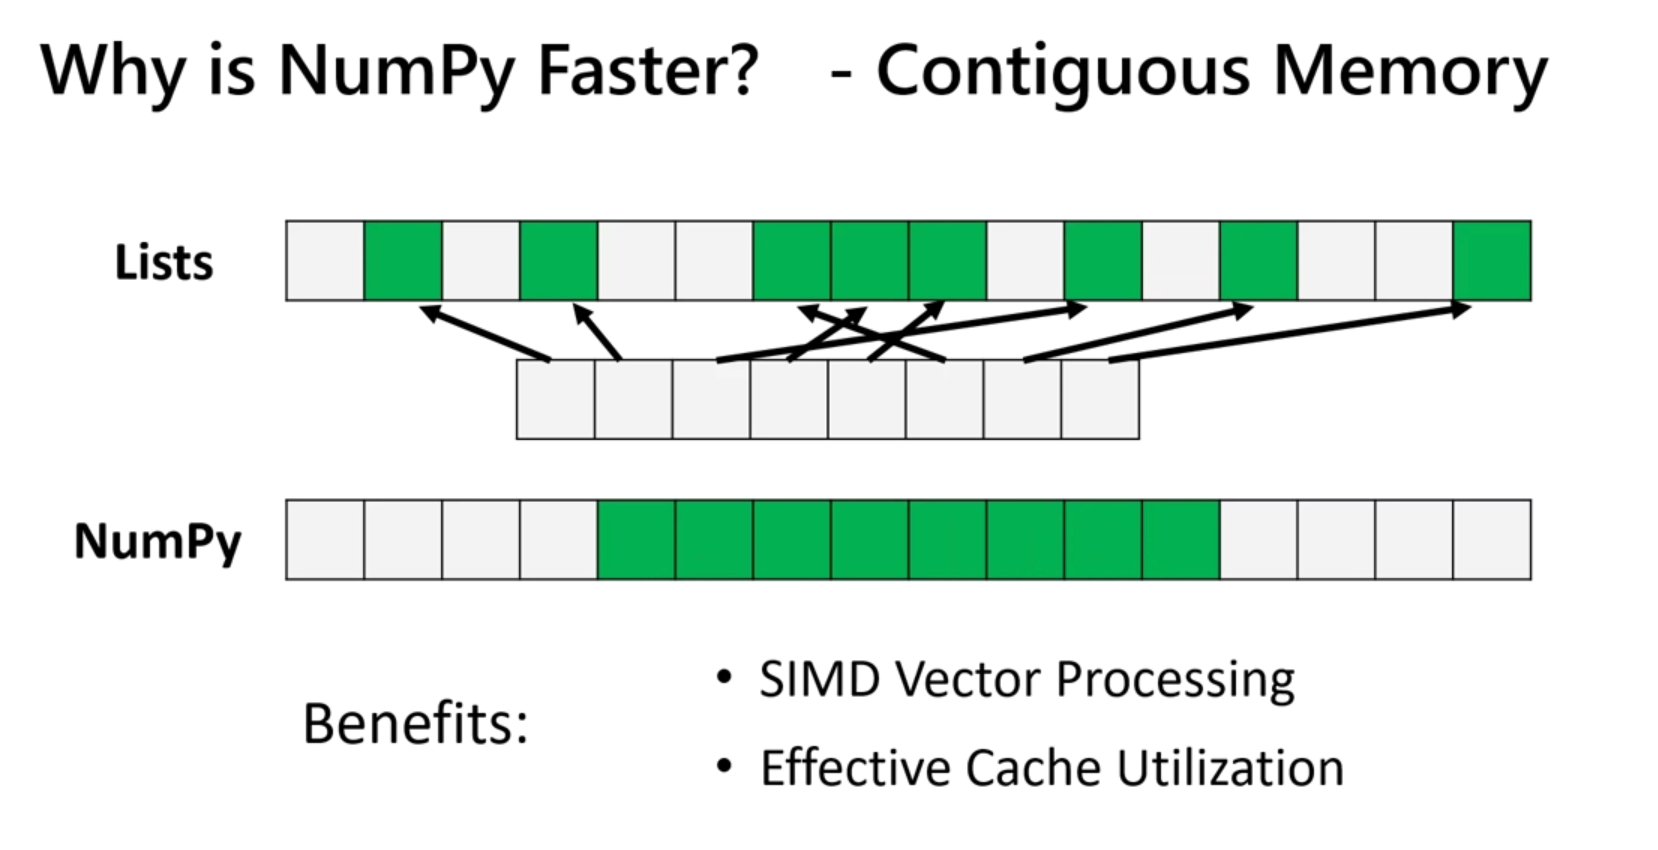 Why is NumPy Faster? - Contiguous Memory
Lists
NumPy
Benefits:
• SIMD Vector Processing
• Effective Cache Utilization